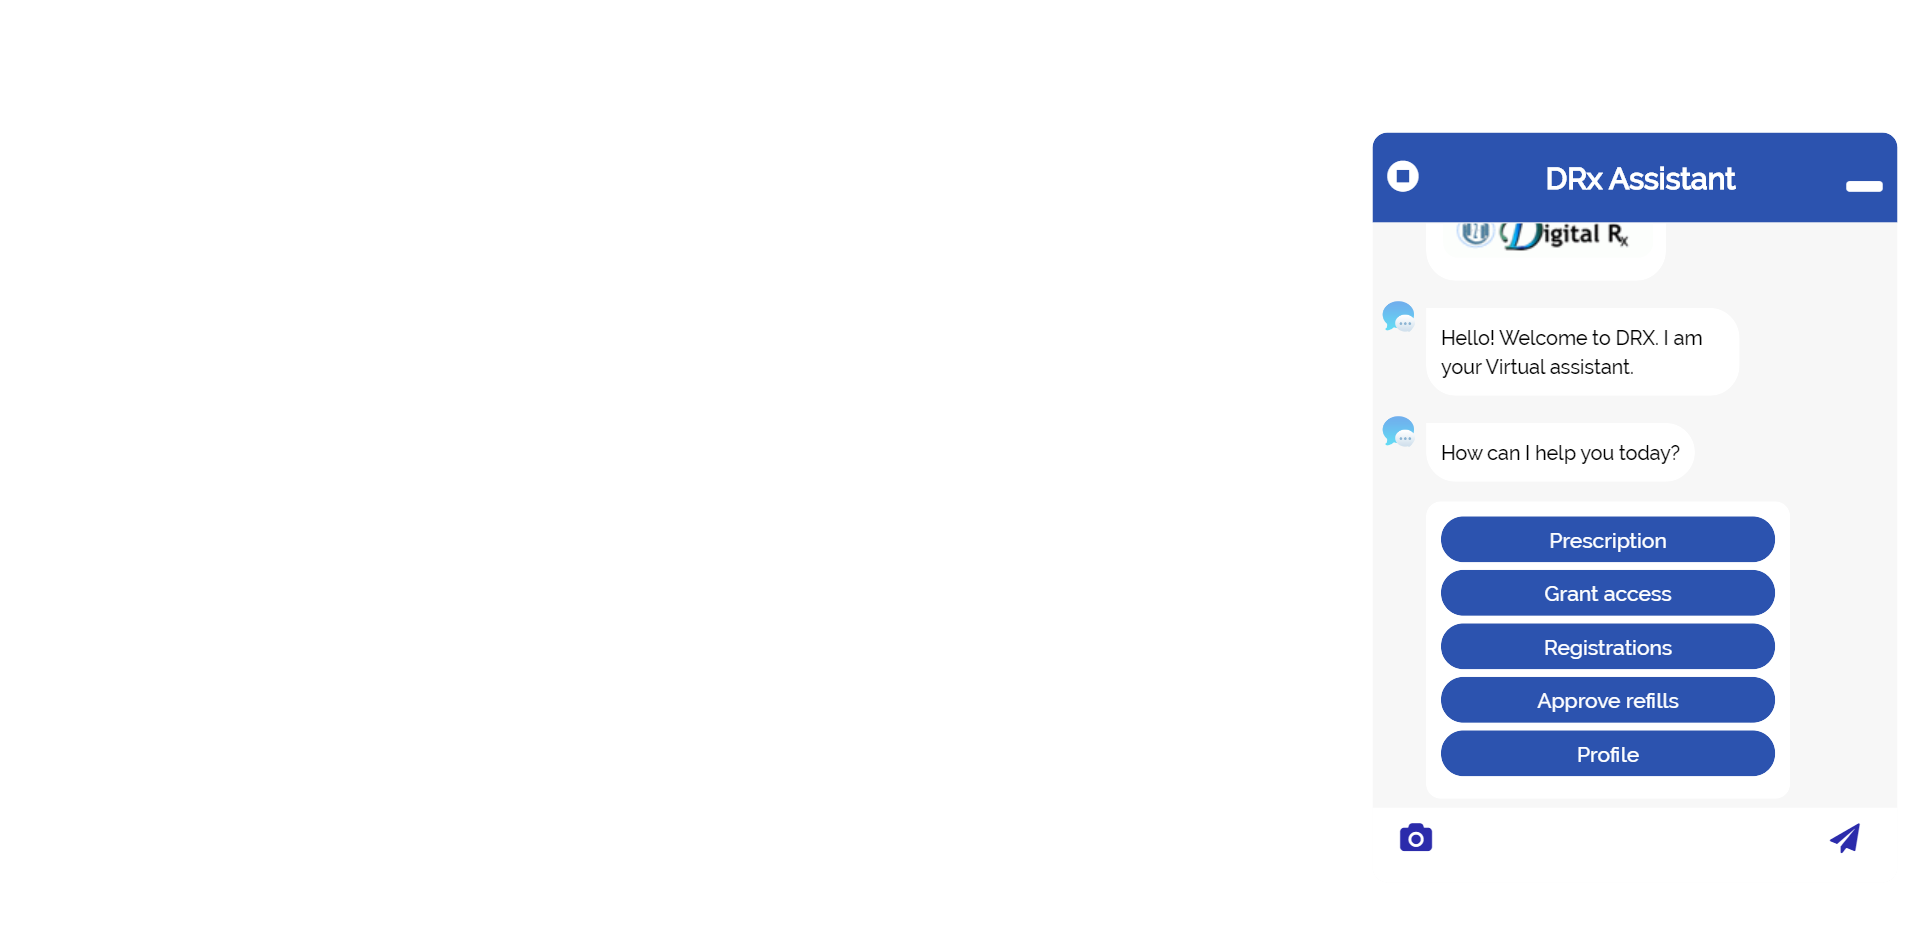 DRx Assistant
Digital Rx
Hello! Welcome to DRX. I am
your Virtual assistant.
How can I help you today?
Prescription
Grant access
Registrations
Approve refills
Profile